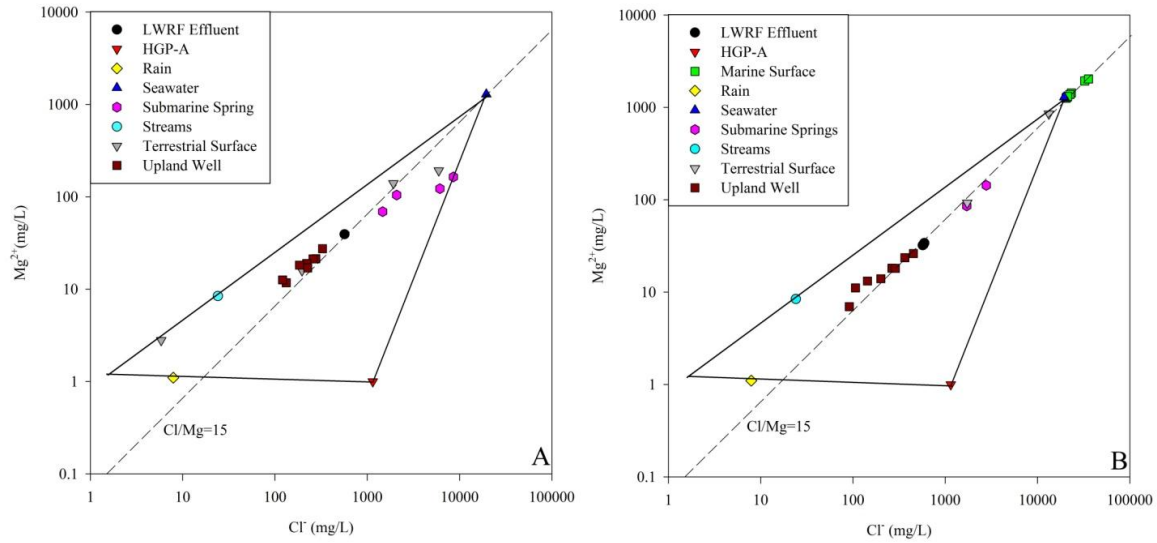 10000
1000
100
10
1
0.1
Mg²⁺(mg/L)
LWRF Effluent
HGP-A
Rain
Seawater
Submarine Spring
Streams
Terrestrial Surface
Upland Well
Cl/Mg=15
A
1 10 100 1000 10000 100000
Cl⁻ (mg/L)
10000
1000
100
10
1
0.1
Mg²⁺(mg/L)
LWRF Effluent
HGP-A
Marine Surface
Rain
Seawater
Submarine Springs
Streams
Terrestrial Surface
Upland Well
Cl/Mg=15
B
1 10 100 1000 10000 100000
Cl⁻ (mg/L)